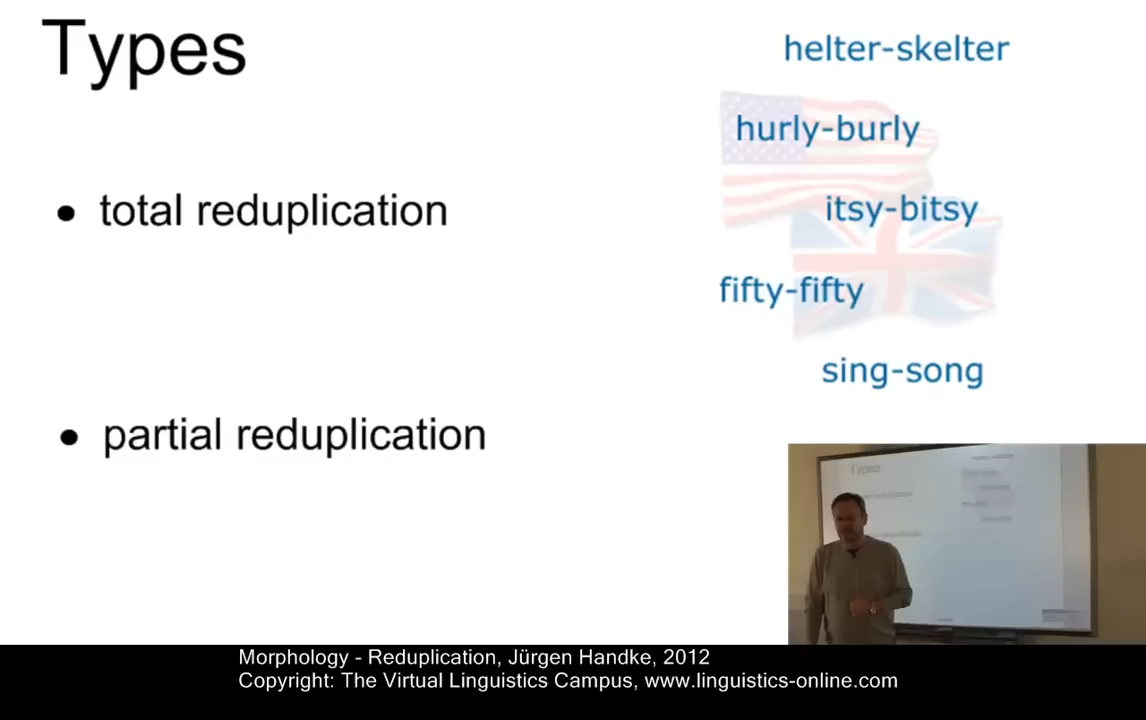 Types
helter-skelter
hurly-burly
• total reduplication
itsy-bitsy
fifty-fifty
sing-song
• partial reduplication
Types
Morphology - Reduplication, Jürgen Handke, 2012
Copyright: The Virtual Linguistics Campus, www.linguistics-online.com